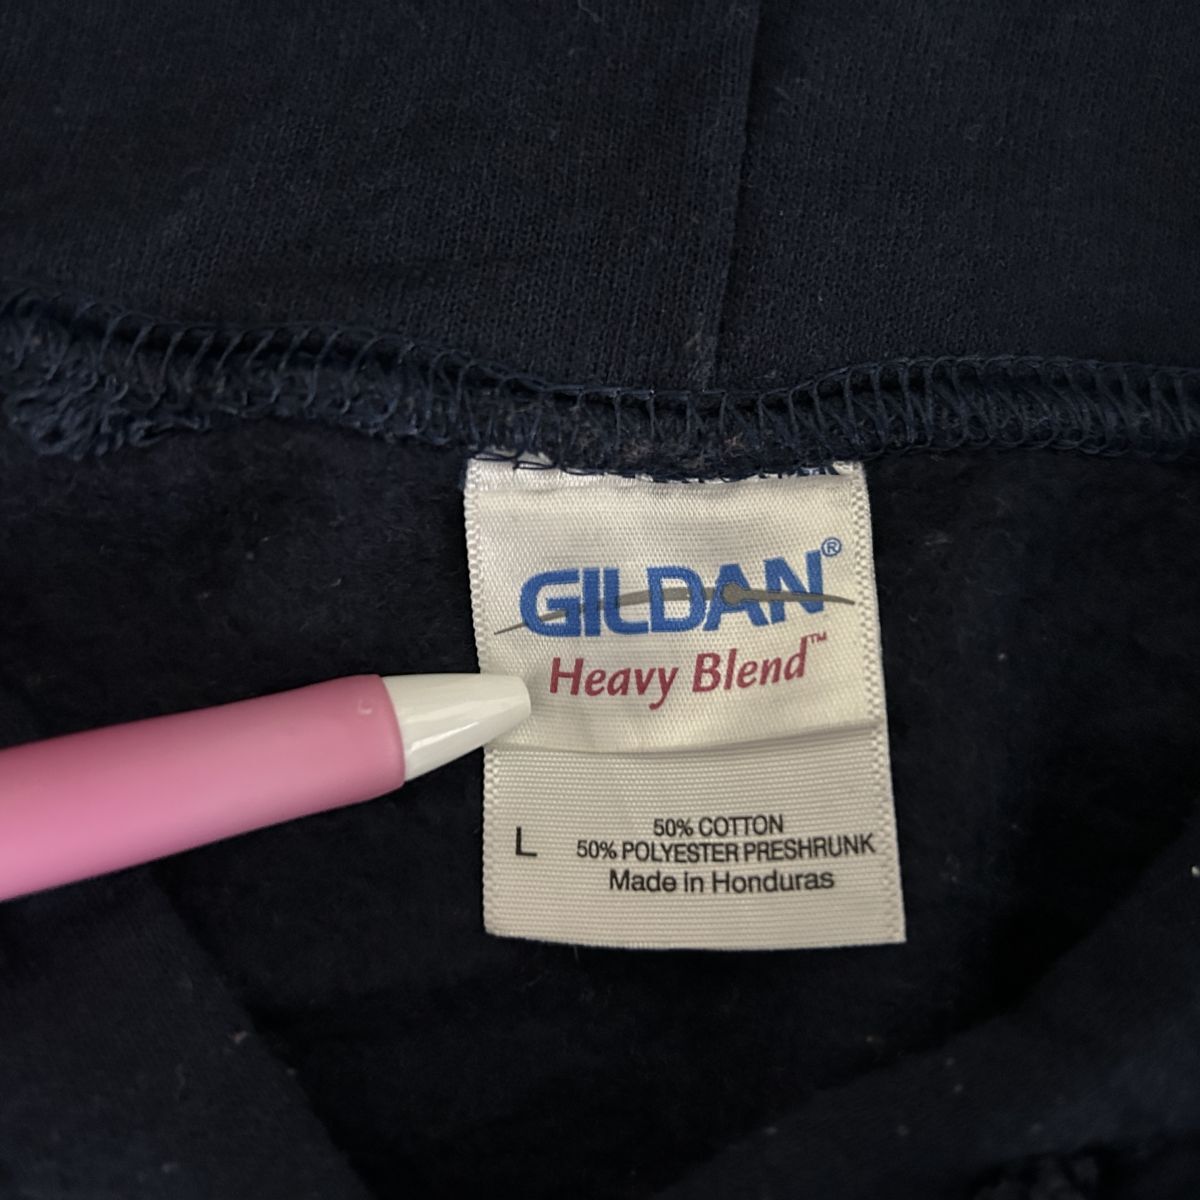 GILDAN®
Heavy Blend™
50% COTTON
L 50% POLYESTER PRESHRUNK
Made in Honduras